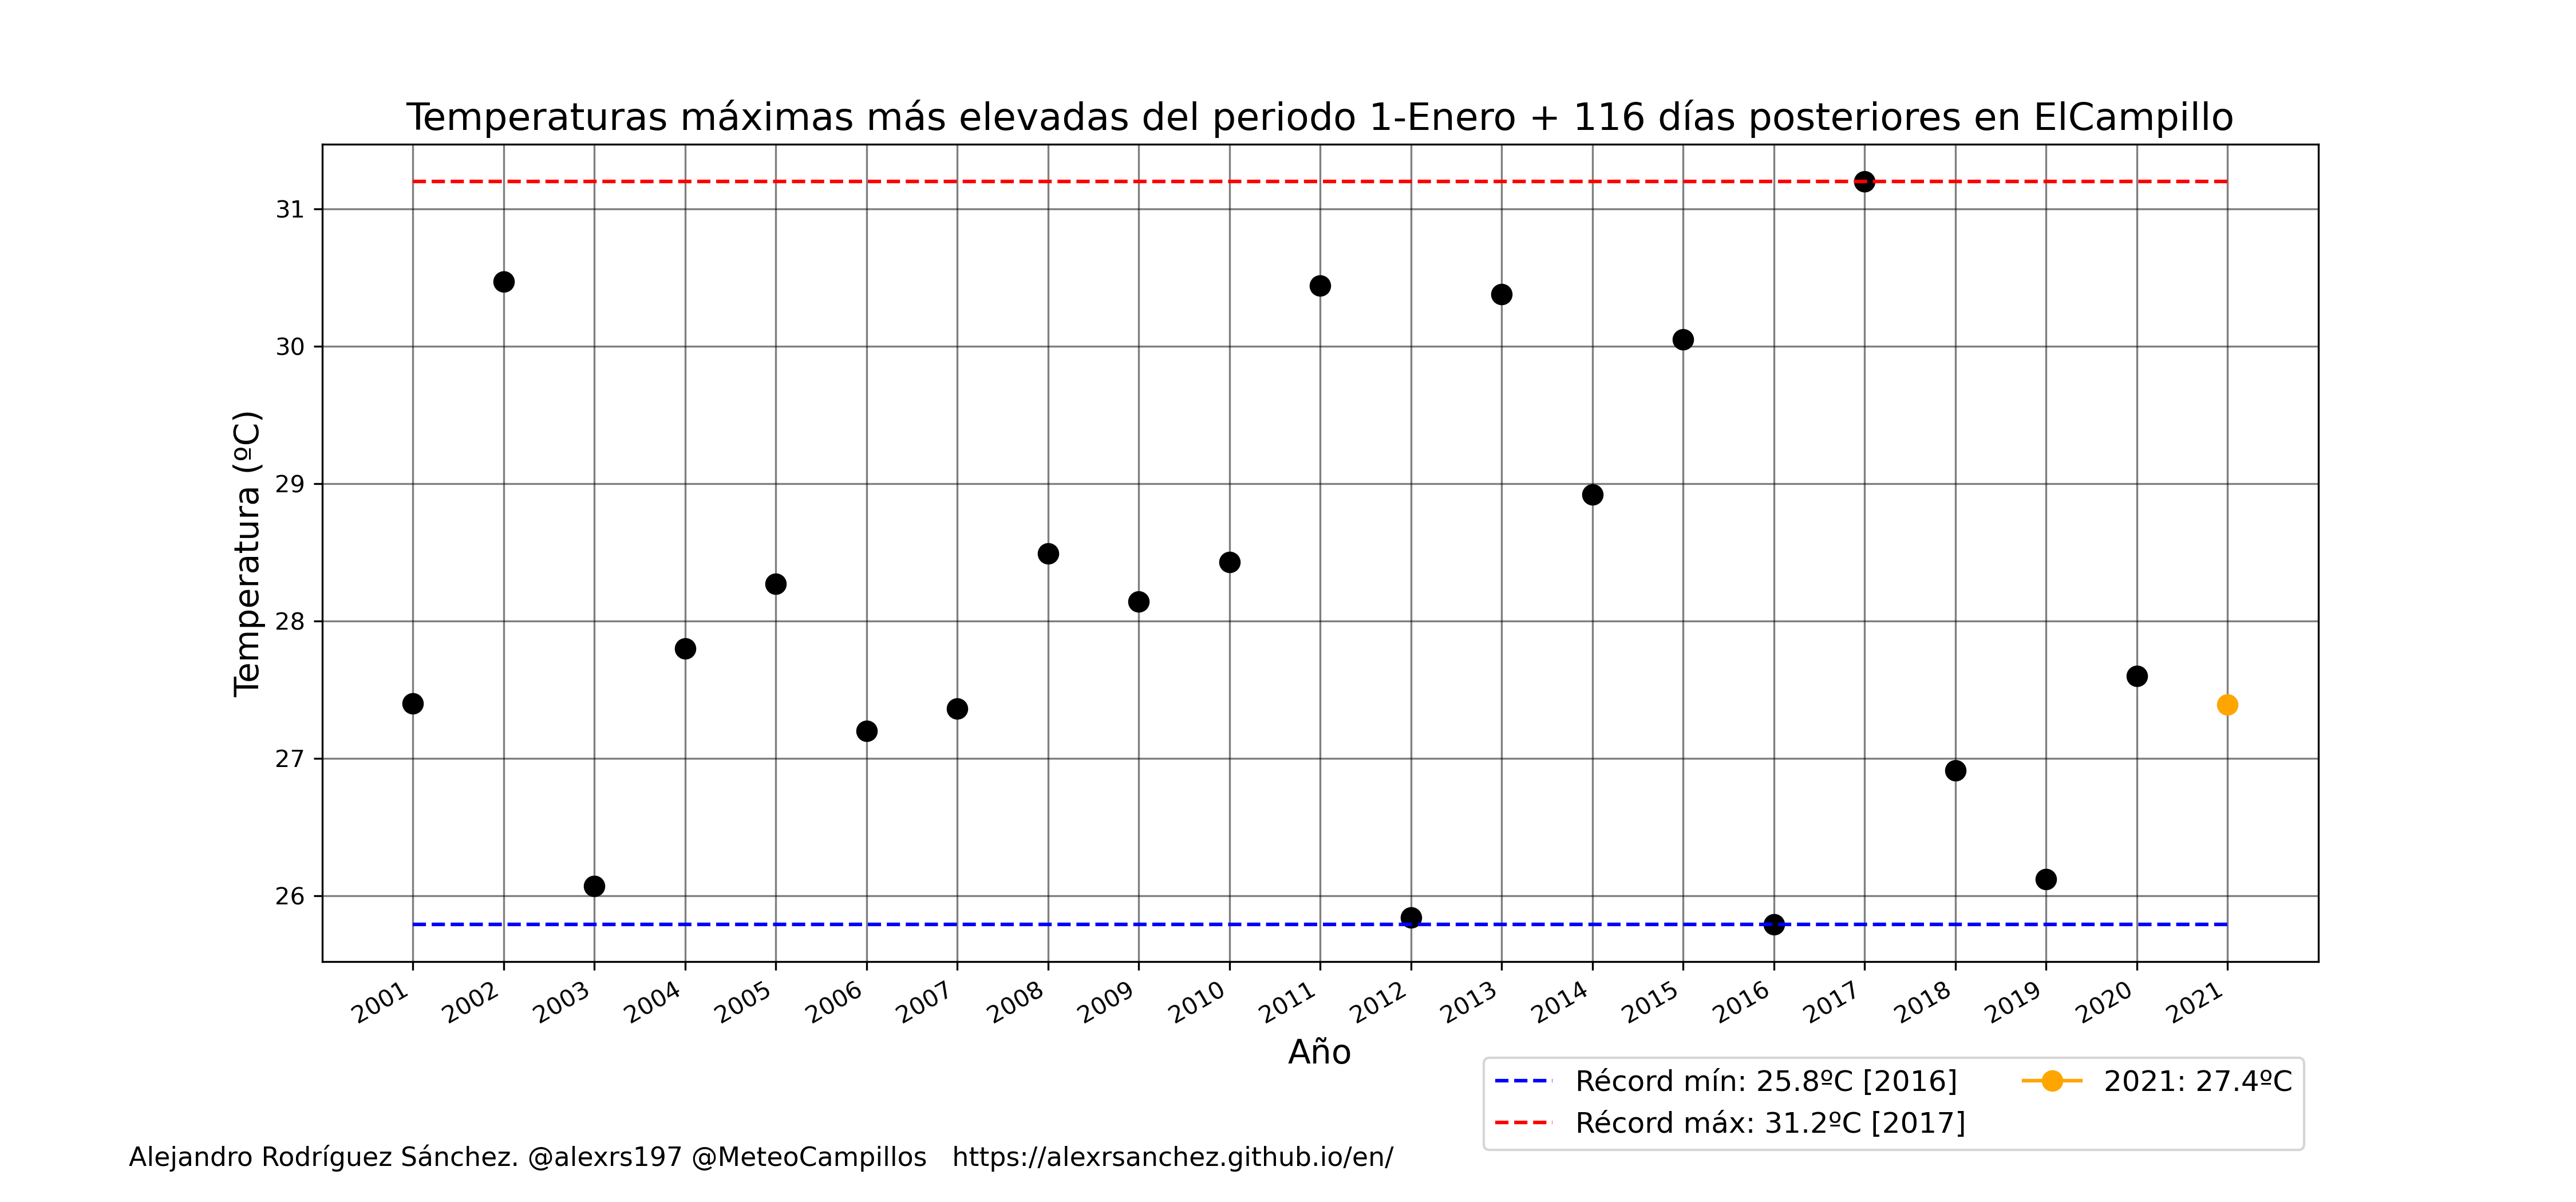 Temperaturas máximas más elevadas del periodo 1-Enero + 116 días posteriores en ElCampillo
Temperatura (ºC)
31
30
29
28
27
26
2001 2002 2003 2004 2005 2006 2007 2008 2009 2010 2011 2012 2013 2014 2015 2016 2017 2018 2019 2020 2021
Año
Récord mín: 25.8ºC [2016]
Récord máx: 31.2ºC [2017]
2021: 27.4ºC
Alejandro Rodríguez Sánchez. @alexrs197 @MeteoCampillos https://alexrsanchez.github.io/en/